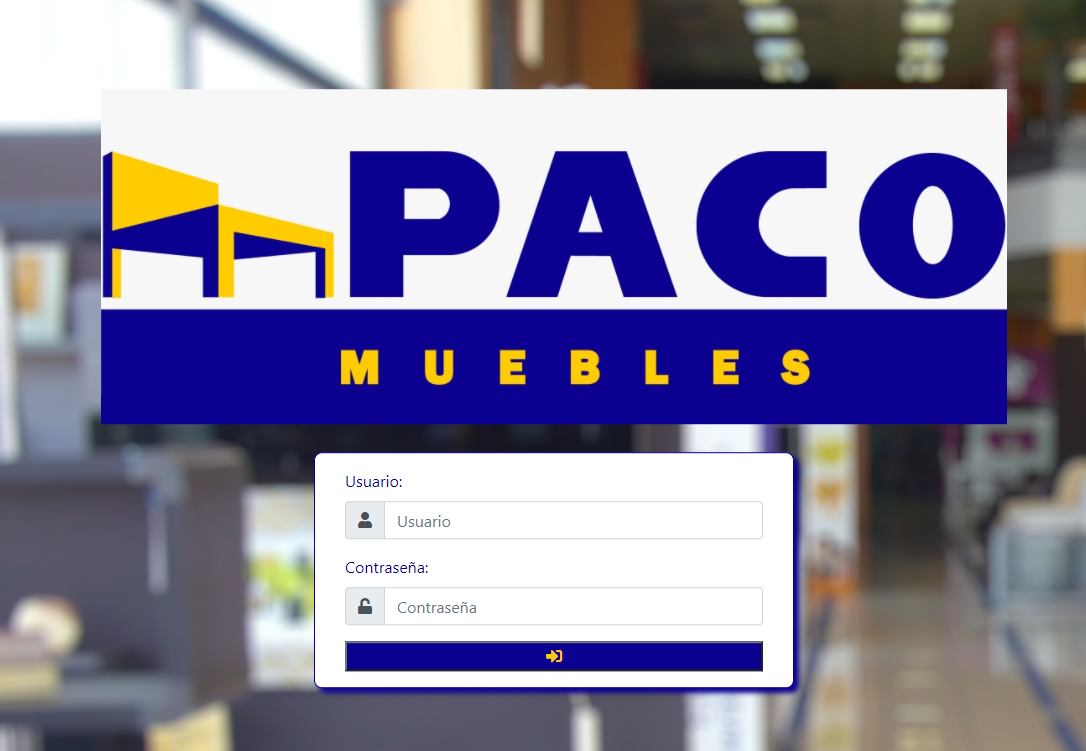 PACO
MUEBLES
Usuario:
Usuario
Contraseña:
Contraseña